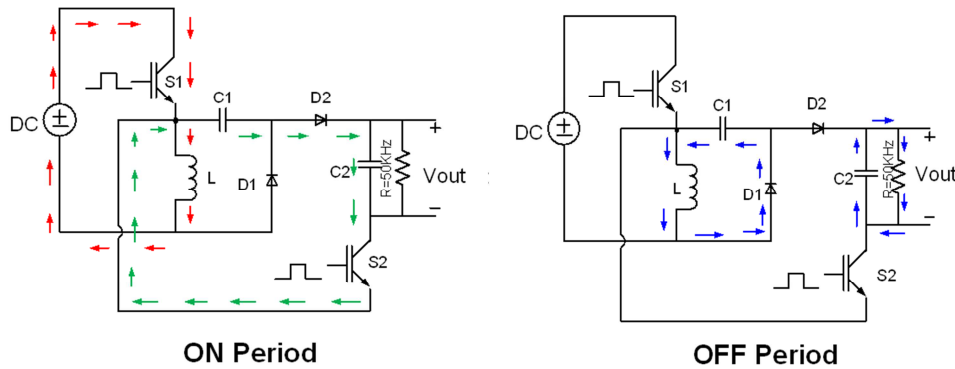 S1
C1
D2
DC
+
L
D1
C2
R=50KHz
Vout
−
S2
ON Period
S1
C1
D2
DC
+
L
D1
C2
R=50KHz
Vout
−
S2
OFF Period